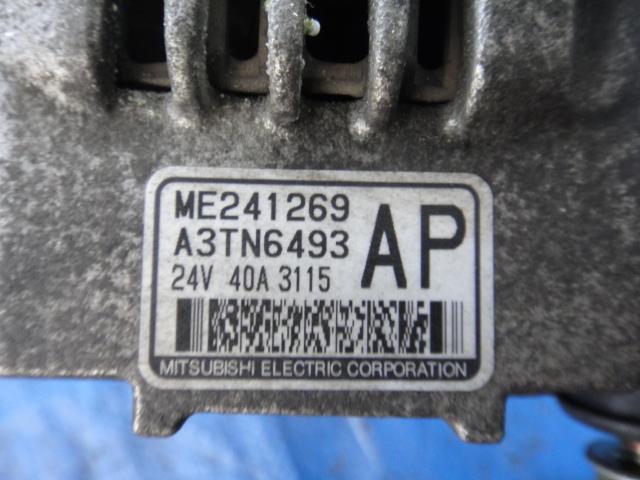 ME241269
A3TN6493
AP
24V 40A 3115
MITSUBISHI ELECTRIC CORPORATION